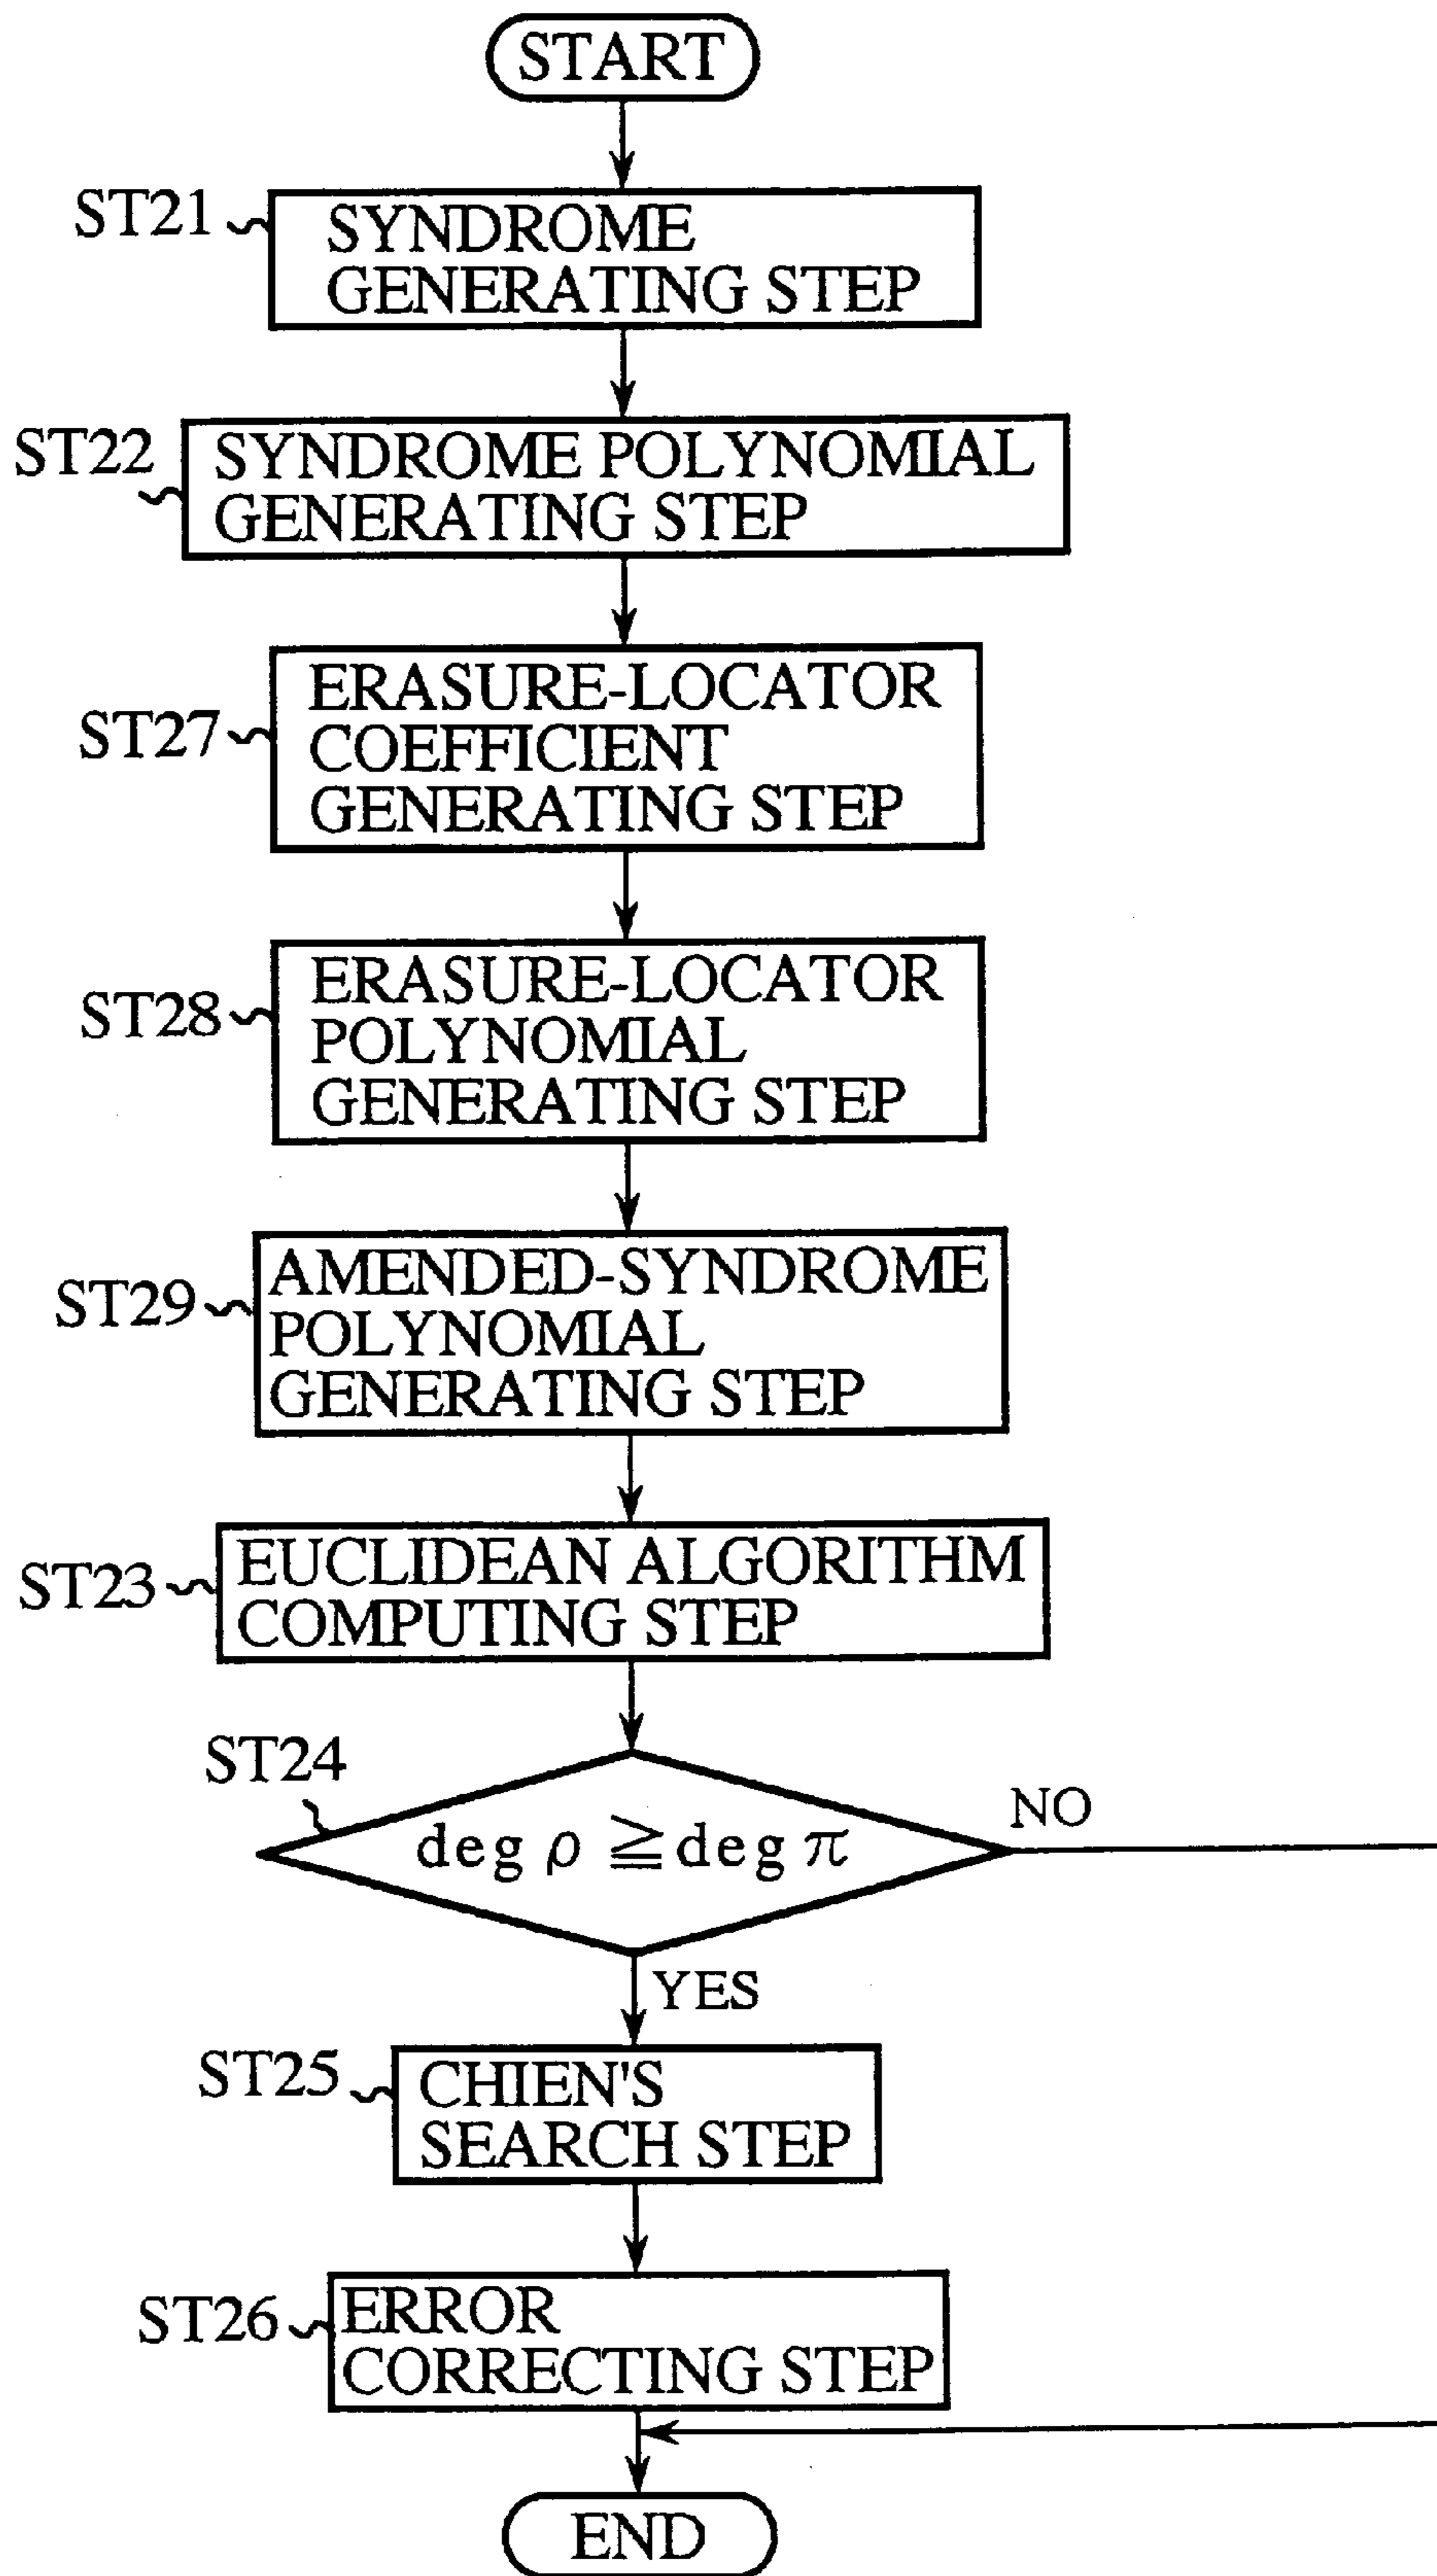 START
ST21
SYNDROME
GENERATING STEP
ST22
SYNDROME POLYNOMIAL
GENERATING STEP
ST27
ERASURE-LOCATOR
COEFFICIENT
GENERATING STEP
ST28
ERASURE-LOCATOR
POLYNOMIAL
GENERATING STEP
ST29
AMENDED-SYNDROME
POLYNOMIAL
GENERATING STEP
ST23
EUCLIDEAN ALGORITHM
COMPUTING STEP
ST24
deg ρ ≧ deg π
NO
YES
ST25
CHIEN'S
SEARCH STEP
ST26
ERROR
CORRECTING STEP
END